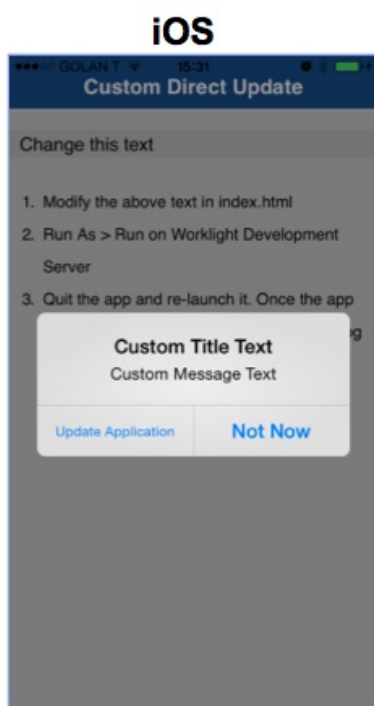 iOS
GOLAN T 15:31
Custom Direct Update
Change this text
1. Modify the above text in index.html
2. Run As > Run on Worklight Development
Server
3. Quit the app and re-launch it. Once the app
Custom Title Text
Custom Message Text
Update Application Not Now